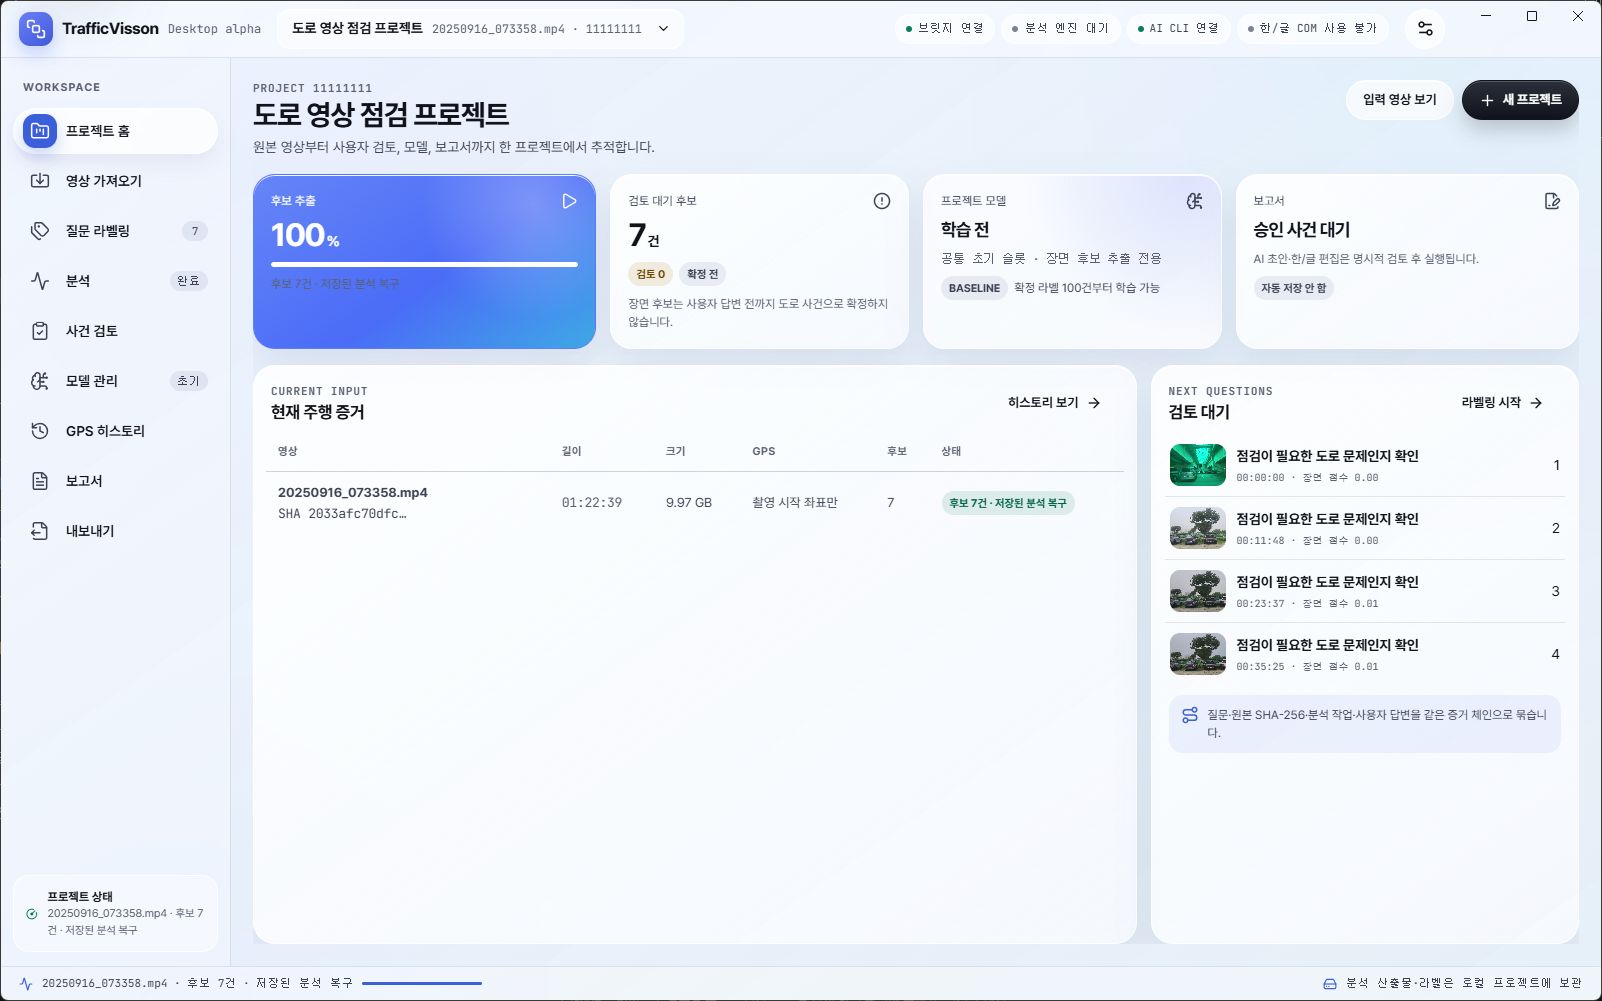 TrafficVisson Desktop alpha
도로 영상 점검 프로젝트 20250916_073358.mp4 · 11111111
브릿지 연결
분석 엔진 대기
AI CLI 연결
한/글 COM 사용 불가
WORKSPACE
프로젝트 홈
영상 가져오기
질문 라벨링 7
분석 완료
사건 검토
모델 관리 초기
GPS 히스토리
보고서
내보내기
프로젝트 상태
20250916_073358.mp4 · 후보 7
건 · 저장된 분석 복구
PROJECT 11111111
도로 영상 점검 프로젝트
원본 영상부터 사용자 검토, 모델, 보고서까지 한 프로젝트에서 추적합니다.
입력 영상 보기
새 프로젝트
후보 추출
100%
후보 7건 · 저장된 분석 복구
검토 대기 후보
7건
검토 0 확정 전
장면 후보는 사용자 답변 전까지 도로 사건으로 확정하지
않습니다.
프로젝트 모델
학습 전
공통 초기 슬롯 · 장면 후보 추출 전용
BASELINE 확정 라벨 100건부터 학습 가능
보고서
승인 사건 대기
AI 초안·한/글 편집은 명시적 검토 후 실행됩니다.
자동 저장 안 함
CURRENT INPUT
현재 주행 증거
히스토리 보기
영상 길이 크기 GPS 후보 상태
20250916_073358.mp4
SHA 2033afc70dfc…
01:22:39 9.97 GB 촬영 시작 좌표만 7 후보 7건 · 저장된 분석 복구
NEXT QUESTIONS
검토 대기
라벨링 시작
점검이 필요한 도로 문제인지 확인
00:00:00 · 장면 점수 0.00
1
점검이 필요한 도로 문제인지 확인
00:11:48 · 장면 점수 0.00
2
점검이 필요한 도로 문제인지 확인
00:23:37 · 장면 점수 0.01
3
점검이 필요한 도로 문제인지 확인
00:35:25 · 장면 점수 0.01
4
질문·원본 SHA-256·분석 작업·사용자 답변을 같은 증거 체인으로 묶습니
다.
20250916_073358.mp4 · 후보 7건 · 저장된 분석 복구
분석 산출물·라벨은 로컬 프로젝트에 보관